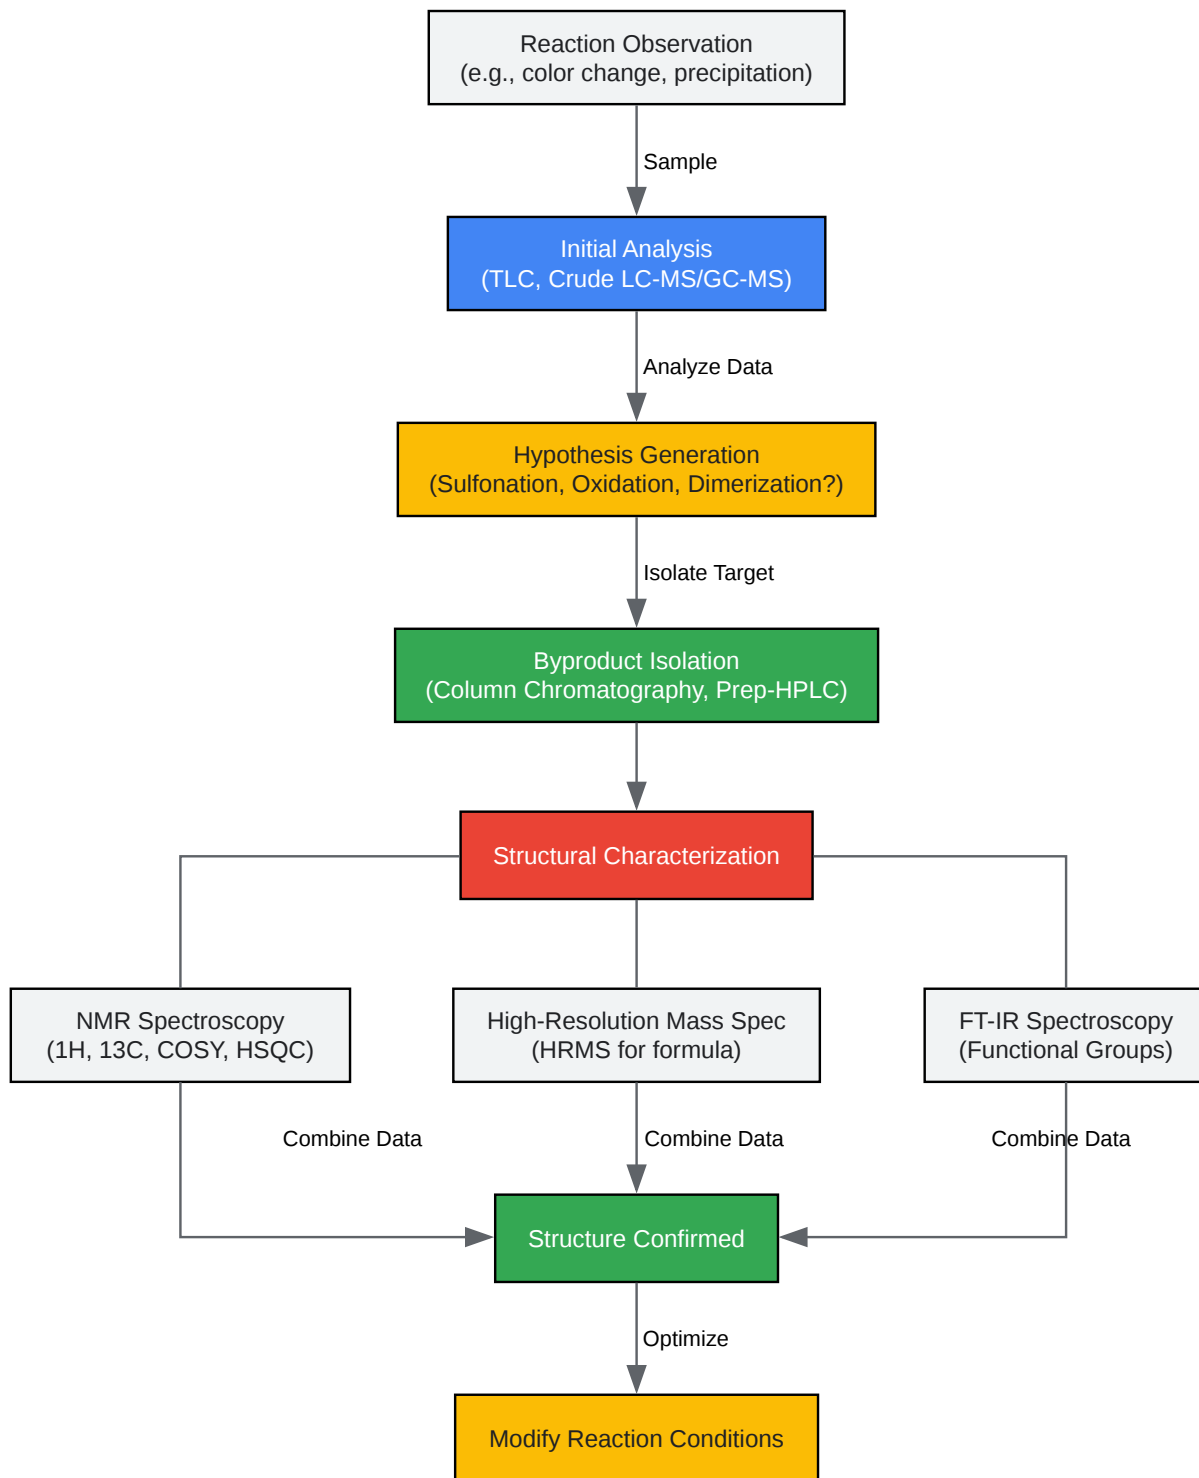 Reaction Observation
(e.g., color change, precipitation)
Sample
Initial Analysis
(TLC, Crude LC-MS/GC-MS)
Analyze Data
Hypothesis Generation
(Sulfonation, Oxidation, Dimerization?)
Isolate Target
Byproduct Isolation
(Column Chromatography, Prep-HPLC)
Structural Characterization
NMR Spectroscopy
(1H, 13C, COSY, HSQC)
High-Resolution Mass Spec
(HRMS for formula)
FT-IR Spectroscopy
(Functional Groups)
Combine Data
Combine Data
Combine Data
Structure Confirmed
Optimize
Modify Reaction Conditions